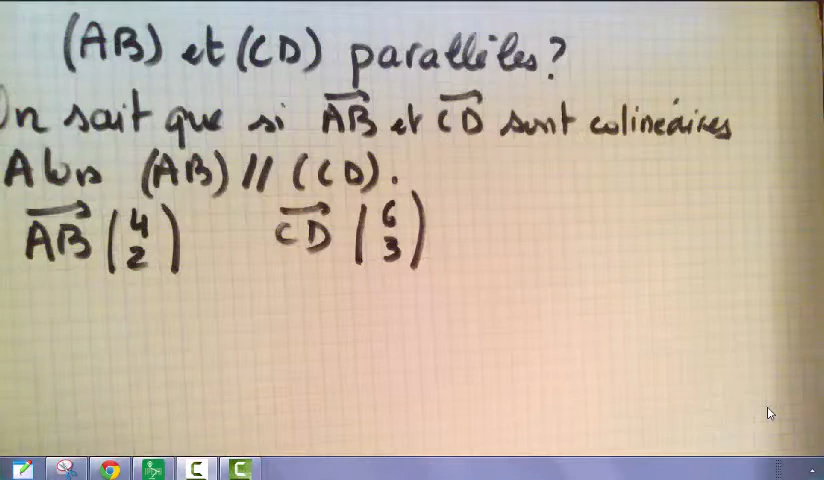 (AB) et (CD) parallèles ?
On sait que si AB et CD sont colinéaires
Alors (AB) // (CD).
AB (4 2) CD (6 3)